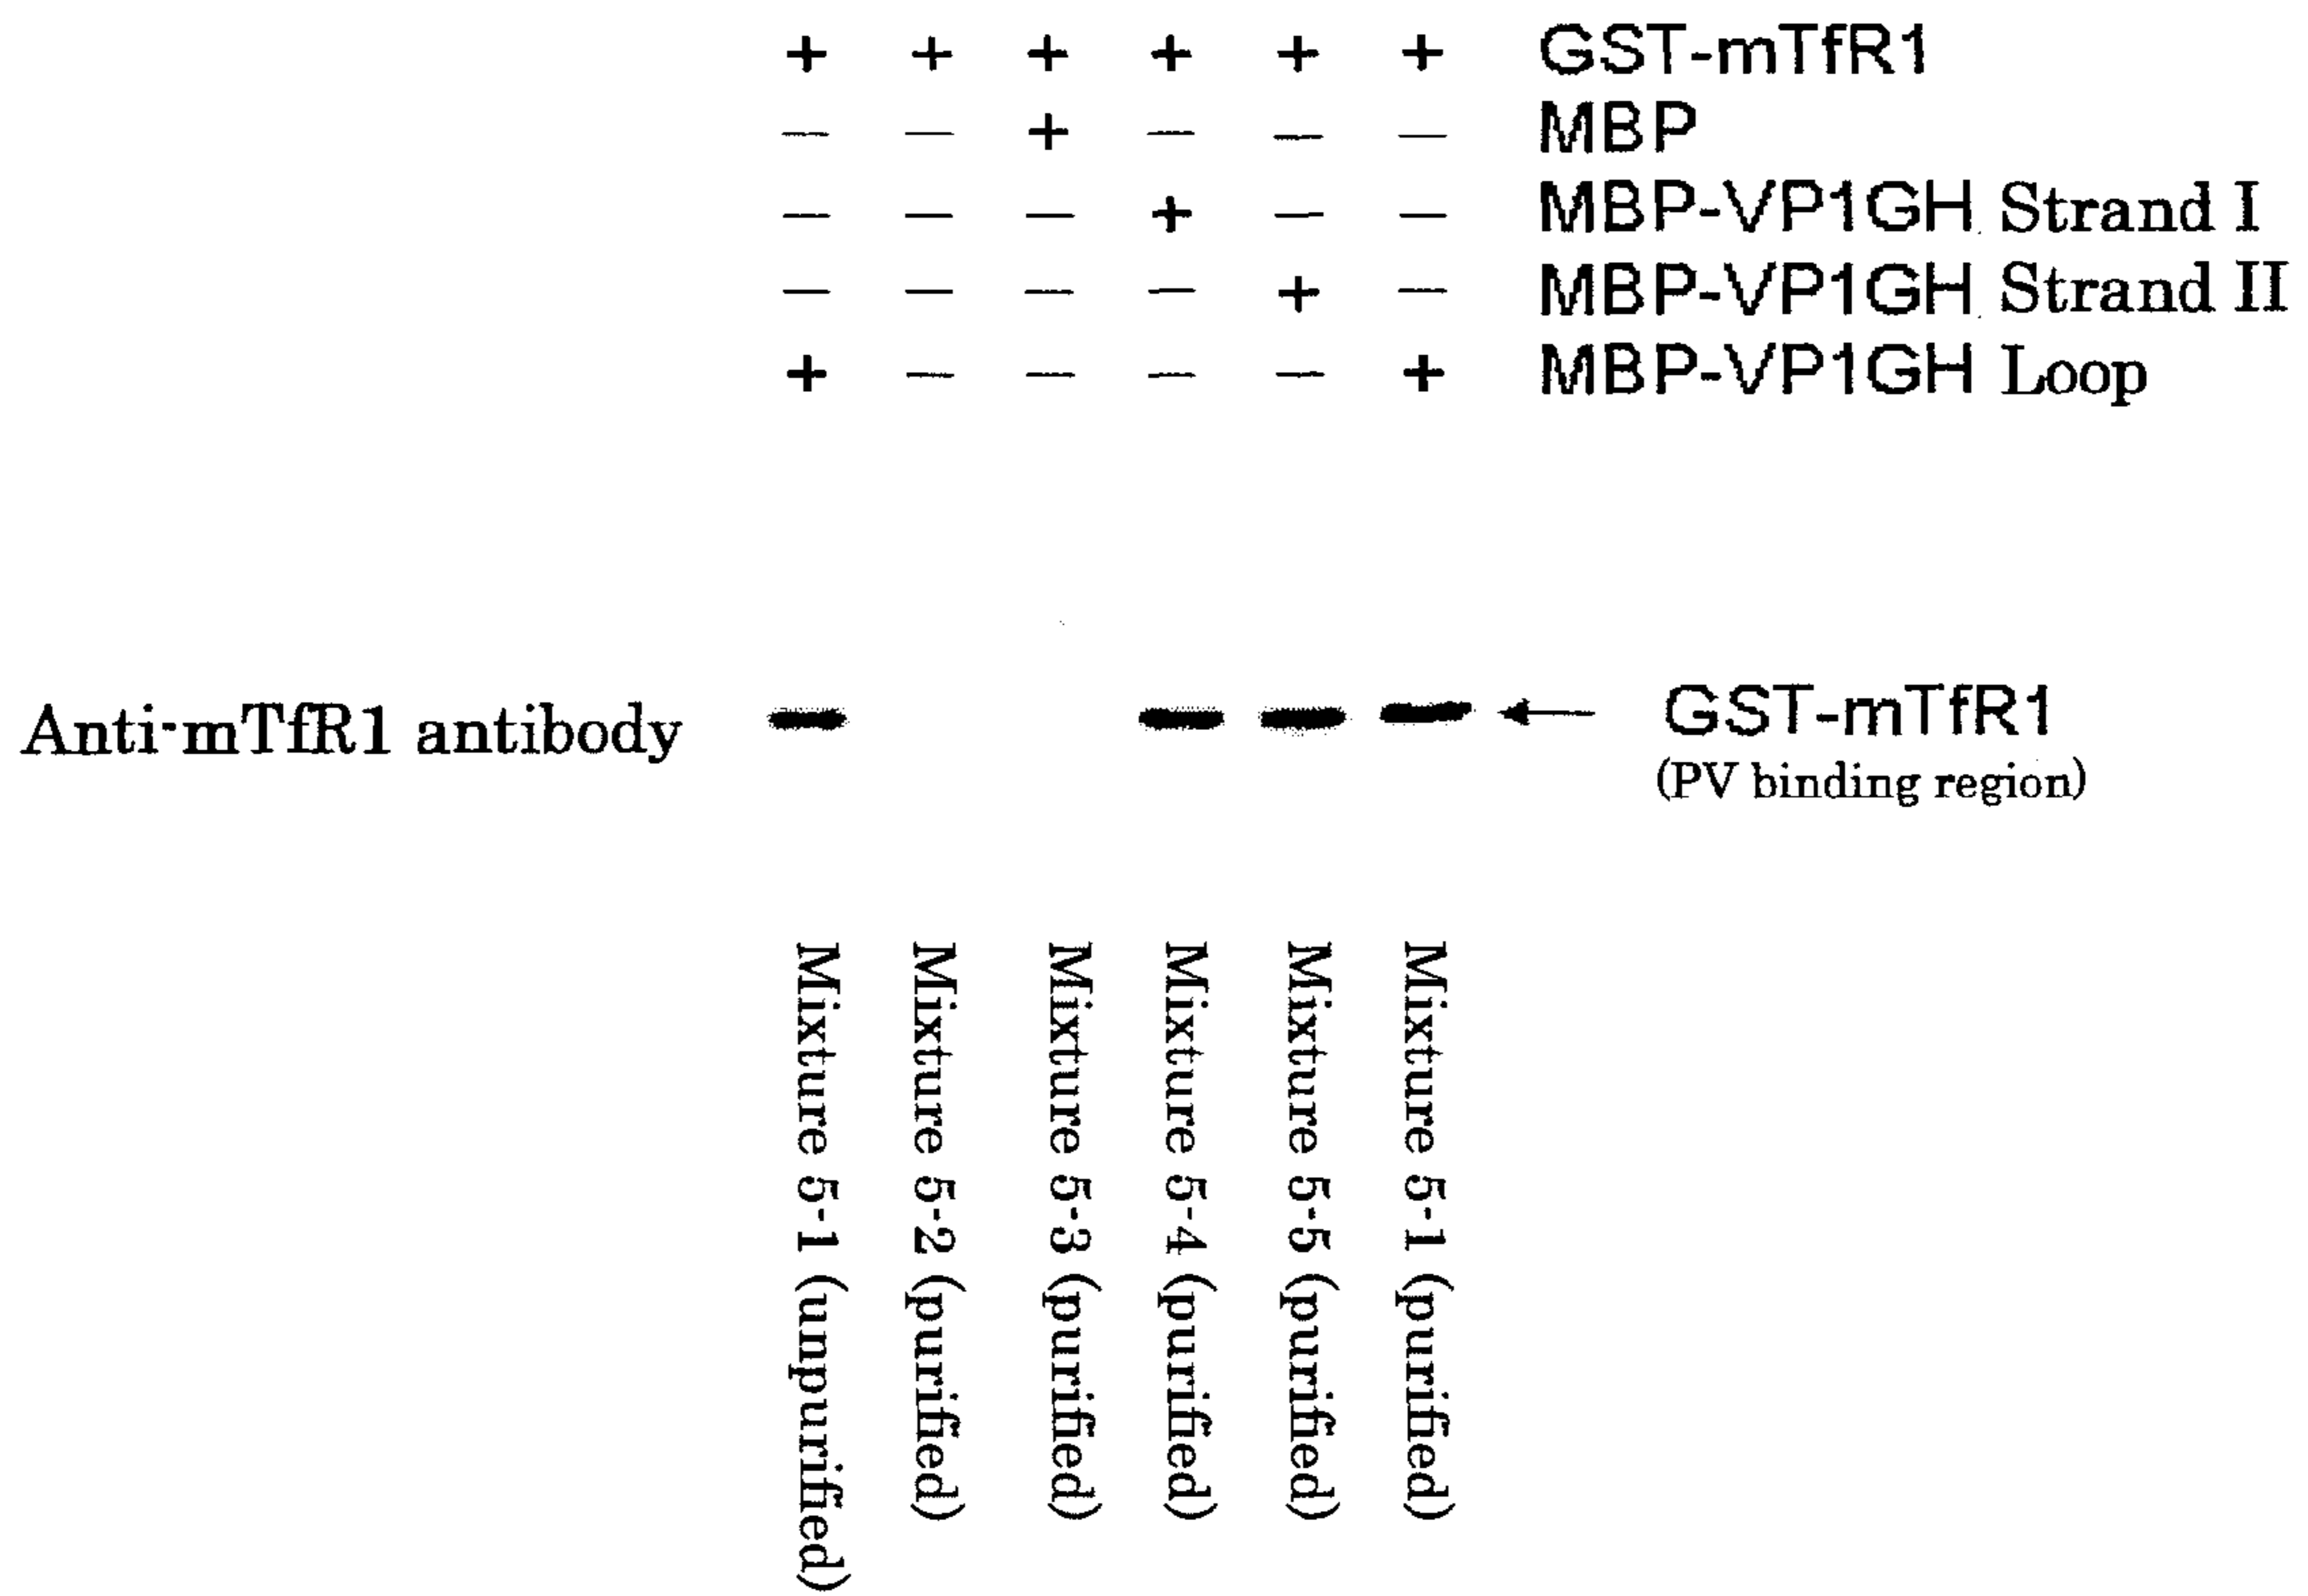 + + + + + + GST-mTfR1
— — + — — — MBP
— — — + — — MBP-VP1GH Strand I
— — — — + — MBP-VP1GH Strand II
+ — — — — + MBP-VP1GH Loop
Anti-mTfR1 antibody
GST-mTfR1
(PV binding region)
Mixture 5-1 (unpurified)
Mixture 5-2 (purified)
Mixture 5-3 (purified)
Mixture 5-4 (purified)
Mixture 5-5 (purified)
Mixture 5-1 (purified)